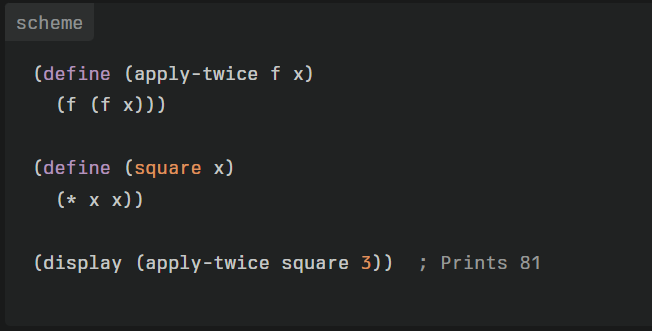 scheme
(define (apply-twice f x)
(f (f x)))
(define (square x)
(* x x))
(display (apply-twice square 3)) ; Prints 81